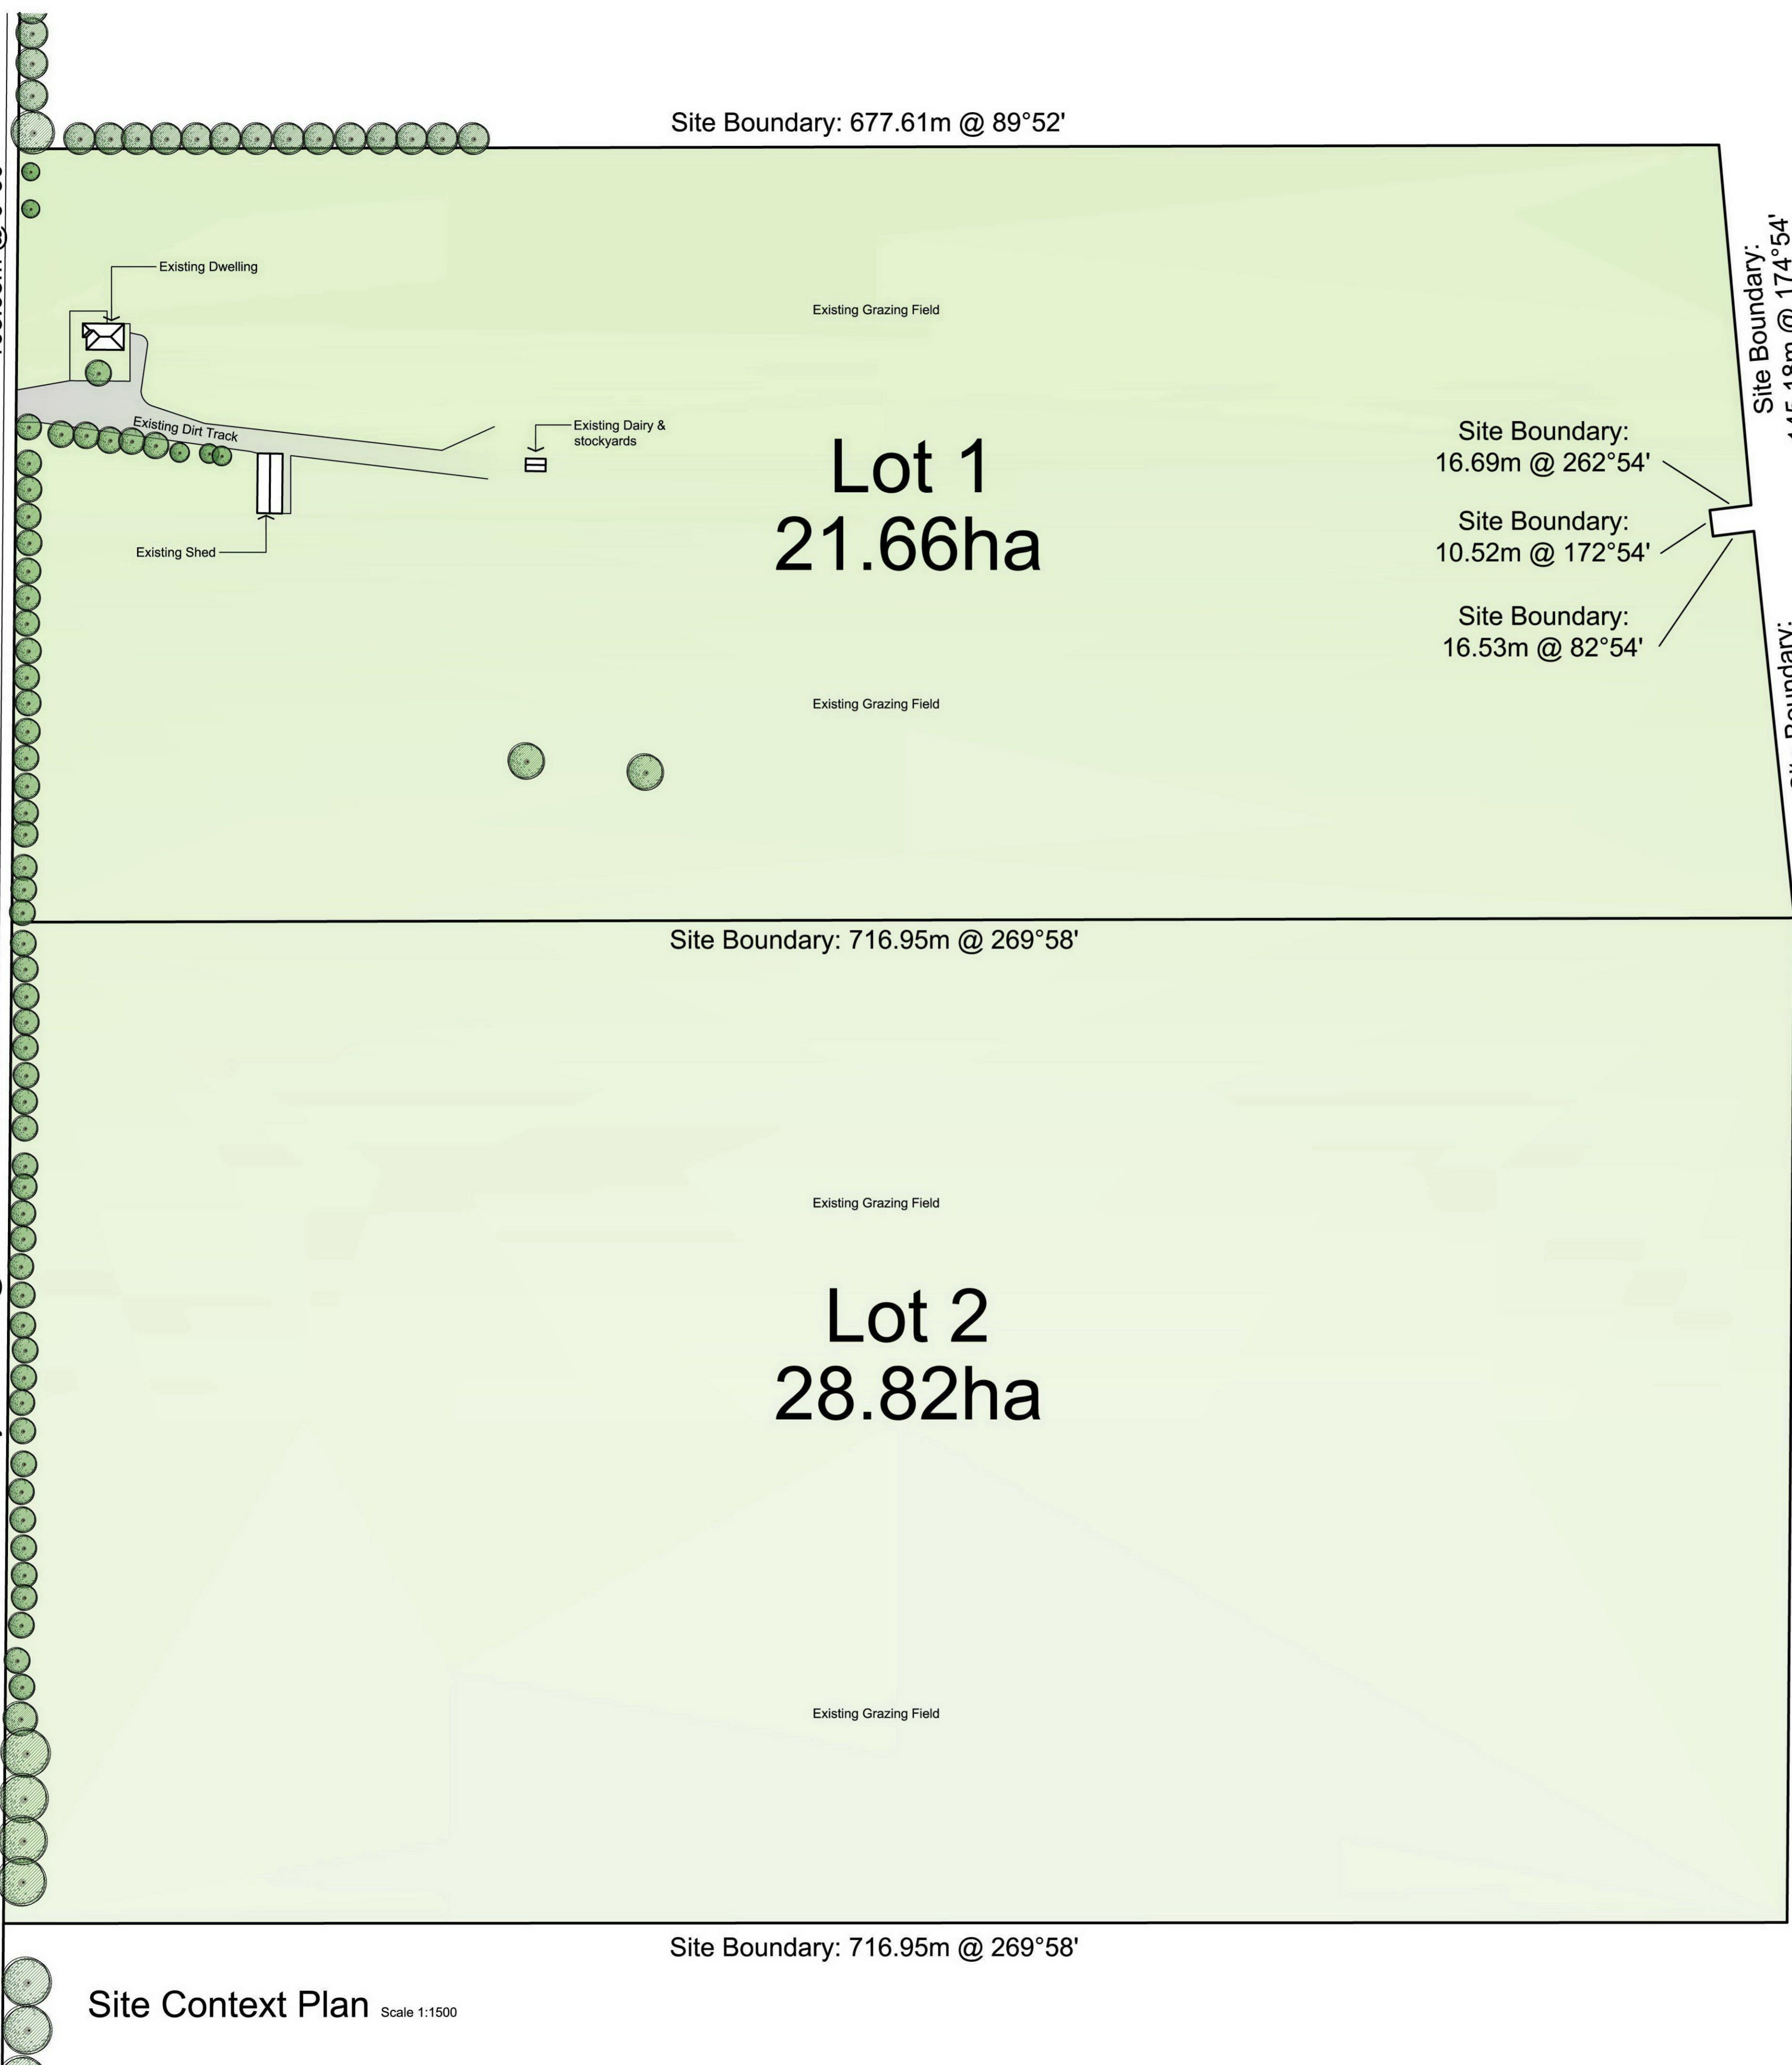 Site Boundary: 677.61m @ 89°52'
Site Boundary:
174°54'
Existing Dwelling
Existing Grazing Field
Existing Dirt Track
Existing Dairy &
stockyards
Lot 1
21.66ha
Site Boundary:
16.69m @ 262°54'
Site Boundary:
10.52m @ 172°54'
Site Boundary:
16.53m @ 82°54'
Existing Shed
Existing Grazing Field
Boundary:
Site Boundary: 716.95m @ 269°58'
Existing Grazing Field
Lot 2
28.82ha
Existing Grazing Field
Site Boundary: 716.95m @ 269°58'
Site Context Plan Scale 1:1500